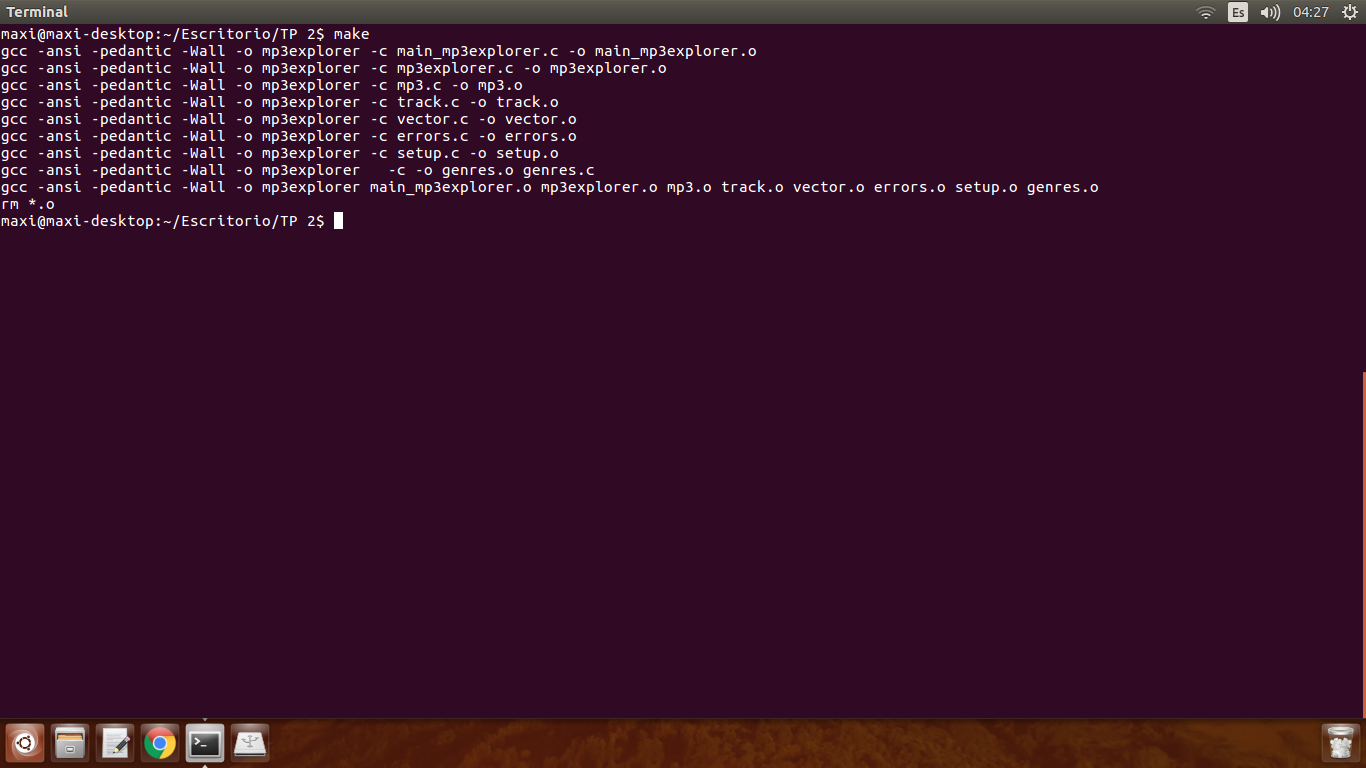 Terminal
Es
04:27
maxi@maxi-desktop:~/Escritorio/TP 2$ make
gcc -ansi -pedantic -Wall -o mp3explorer -c main_mp3explorer.c -o main_mp3explorer.o
gcc -ansi -pedantic -Wall -o mp3explorer -c mp3explorer.c -o mp3explorer.o
gcc -ansi -pedantic -Wall -o mp3explorer -c mp3.c -o mp3.o
gcc -ansi -pedantic -Wall -o mp3explorer -c track.c -o track.o
gcc -ansi -pedantic -Wall -o mp3explorer -c vector.c -o vector.o
gcc -ansi -pedantic -Wall -o mp3explorer -c errors.c -o errors.o
gcc -ansi -pedantic -Wall -o mp3explorer -c setup.c -o setup.o
gcc -ansi -pedantic -Wall -o mp3explorer   -c -o genres.o genres.c
gcc -ansi -pedantic -Wall -o mp3explorer main_mp3explorer.o mp3explorer.o mp3.o track.o vector.o errors.o setup.o genres.o
rm *.o
maxi@maxi-desktop:~/Escritorio/TP 2$